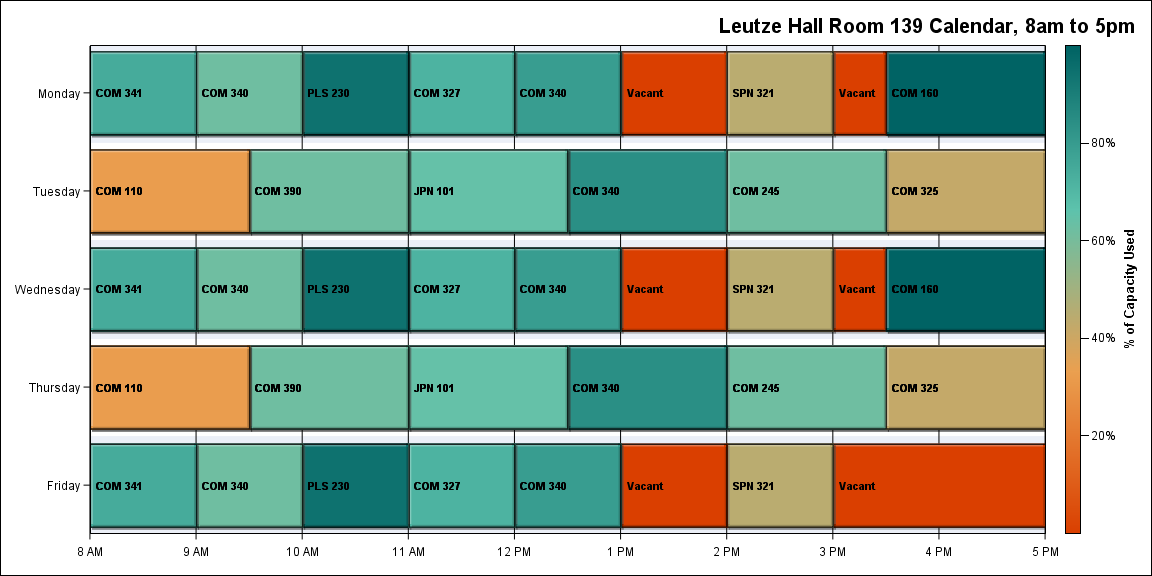 Leutze Hall Room 139 Calendar, 8am to 5pm
Monday
COM 341
COM 340
PLS 230
COM 327
COM 340
Vacant
SPN 321
Vacant
COM 160
Tuesday
COM 110
COM 390
JPN 101
COM 340
COM 245
COM 325
Wednesday
COM 341
COM 340
PLS 230
COM 327
COM 340
Vacant
SPN 321
Vacant
COM 160
Thursday
COM 110
COM 390
JPN 101
COM 340
COM 245
COM 325
Friday
COM 341
COM 340
PLS 230
COM 327
COM 340
Vacant
SPN 321
Vacant
8 AM
9 AM
10 AM
11 AM
12 PM
1 PM
2 PM
3 PM
4 PM
5 PM
80%
60%
40%
20%
% of Capacity Used